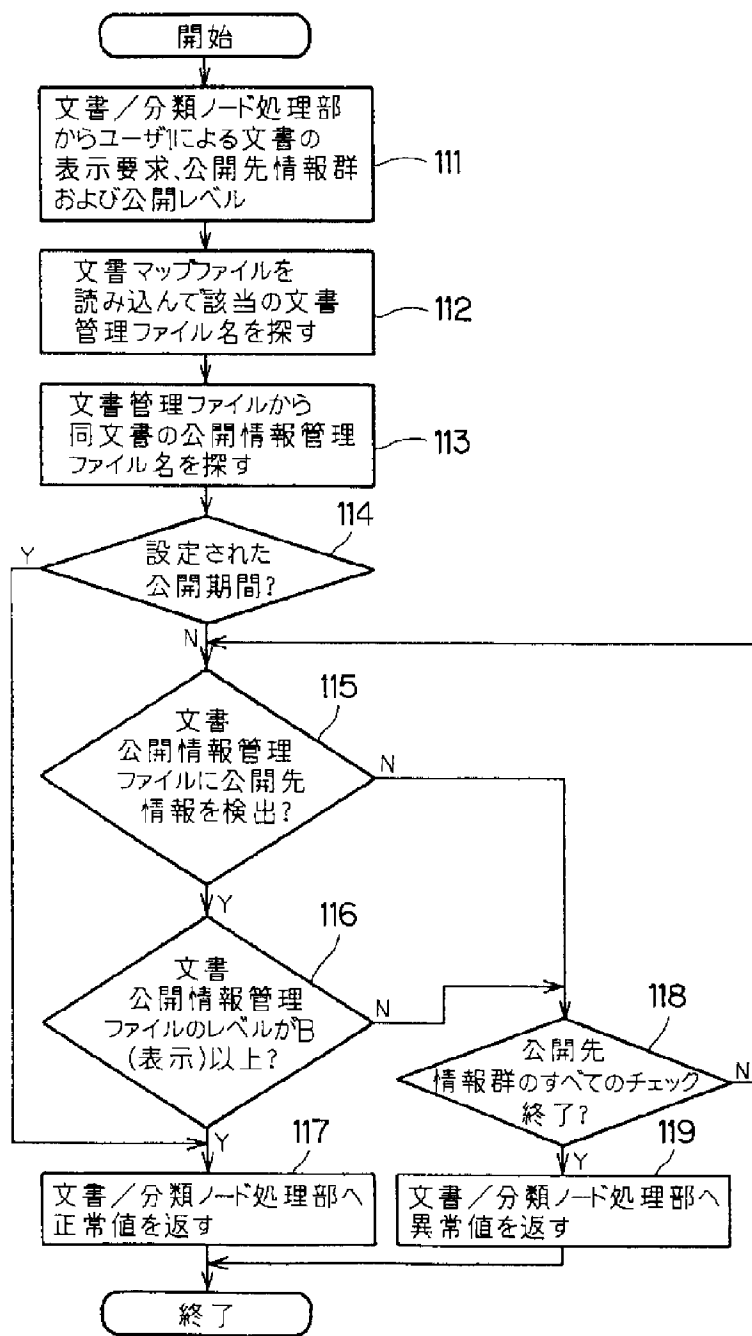 開始
文書/分類ノード処理部
からユーザ1による文書の
表示要求、公開先情報群
および公開レベル
111
文書マップファイルを
読み込んで該当の文書
管理ファイル名を探す
112
文書管理ファイルから
同文書の公開情報管理
ファイル名を探す
113
114
Y
設定された
公開期間?
N
115
文書
公開情報管理
ファイルに公開先
情報を検出?
N
Y
116
文書
公開情報管理
ファイルのレベルがB
(表示)以上?
N
118
公開先
情報群のすべてのチェック
終了?
N
Y
117
文書/分類ノード処理部へ
正常値を返す
Y
119
文書/分類ノード処理部へ
異常値を返す
終了